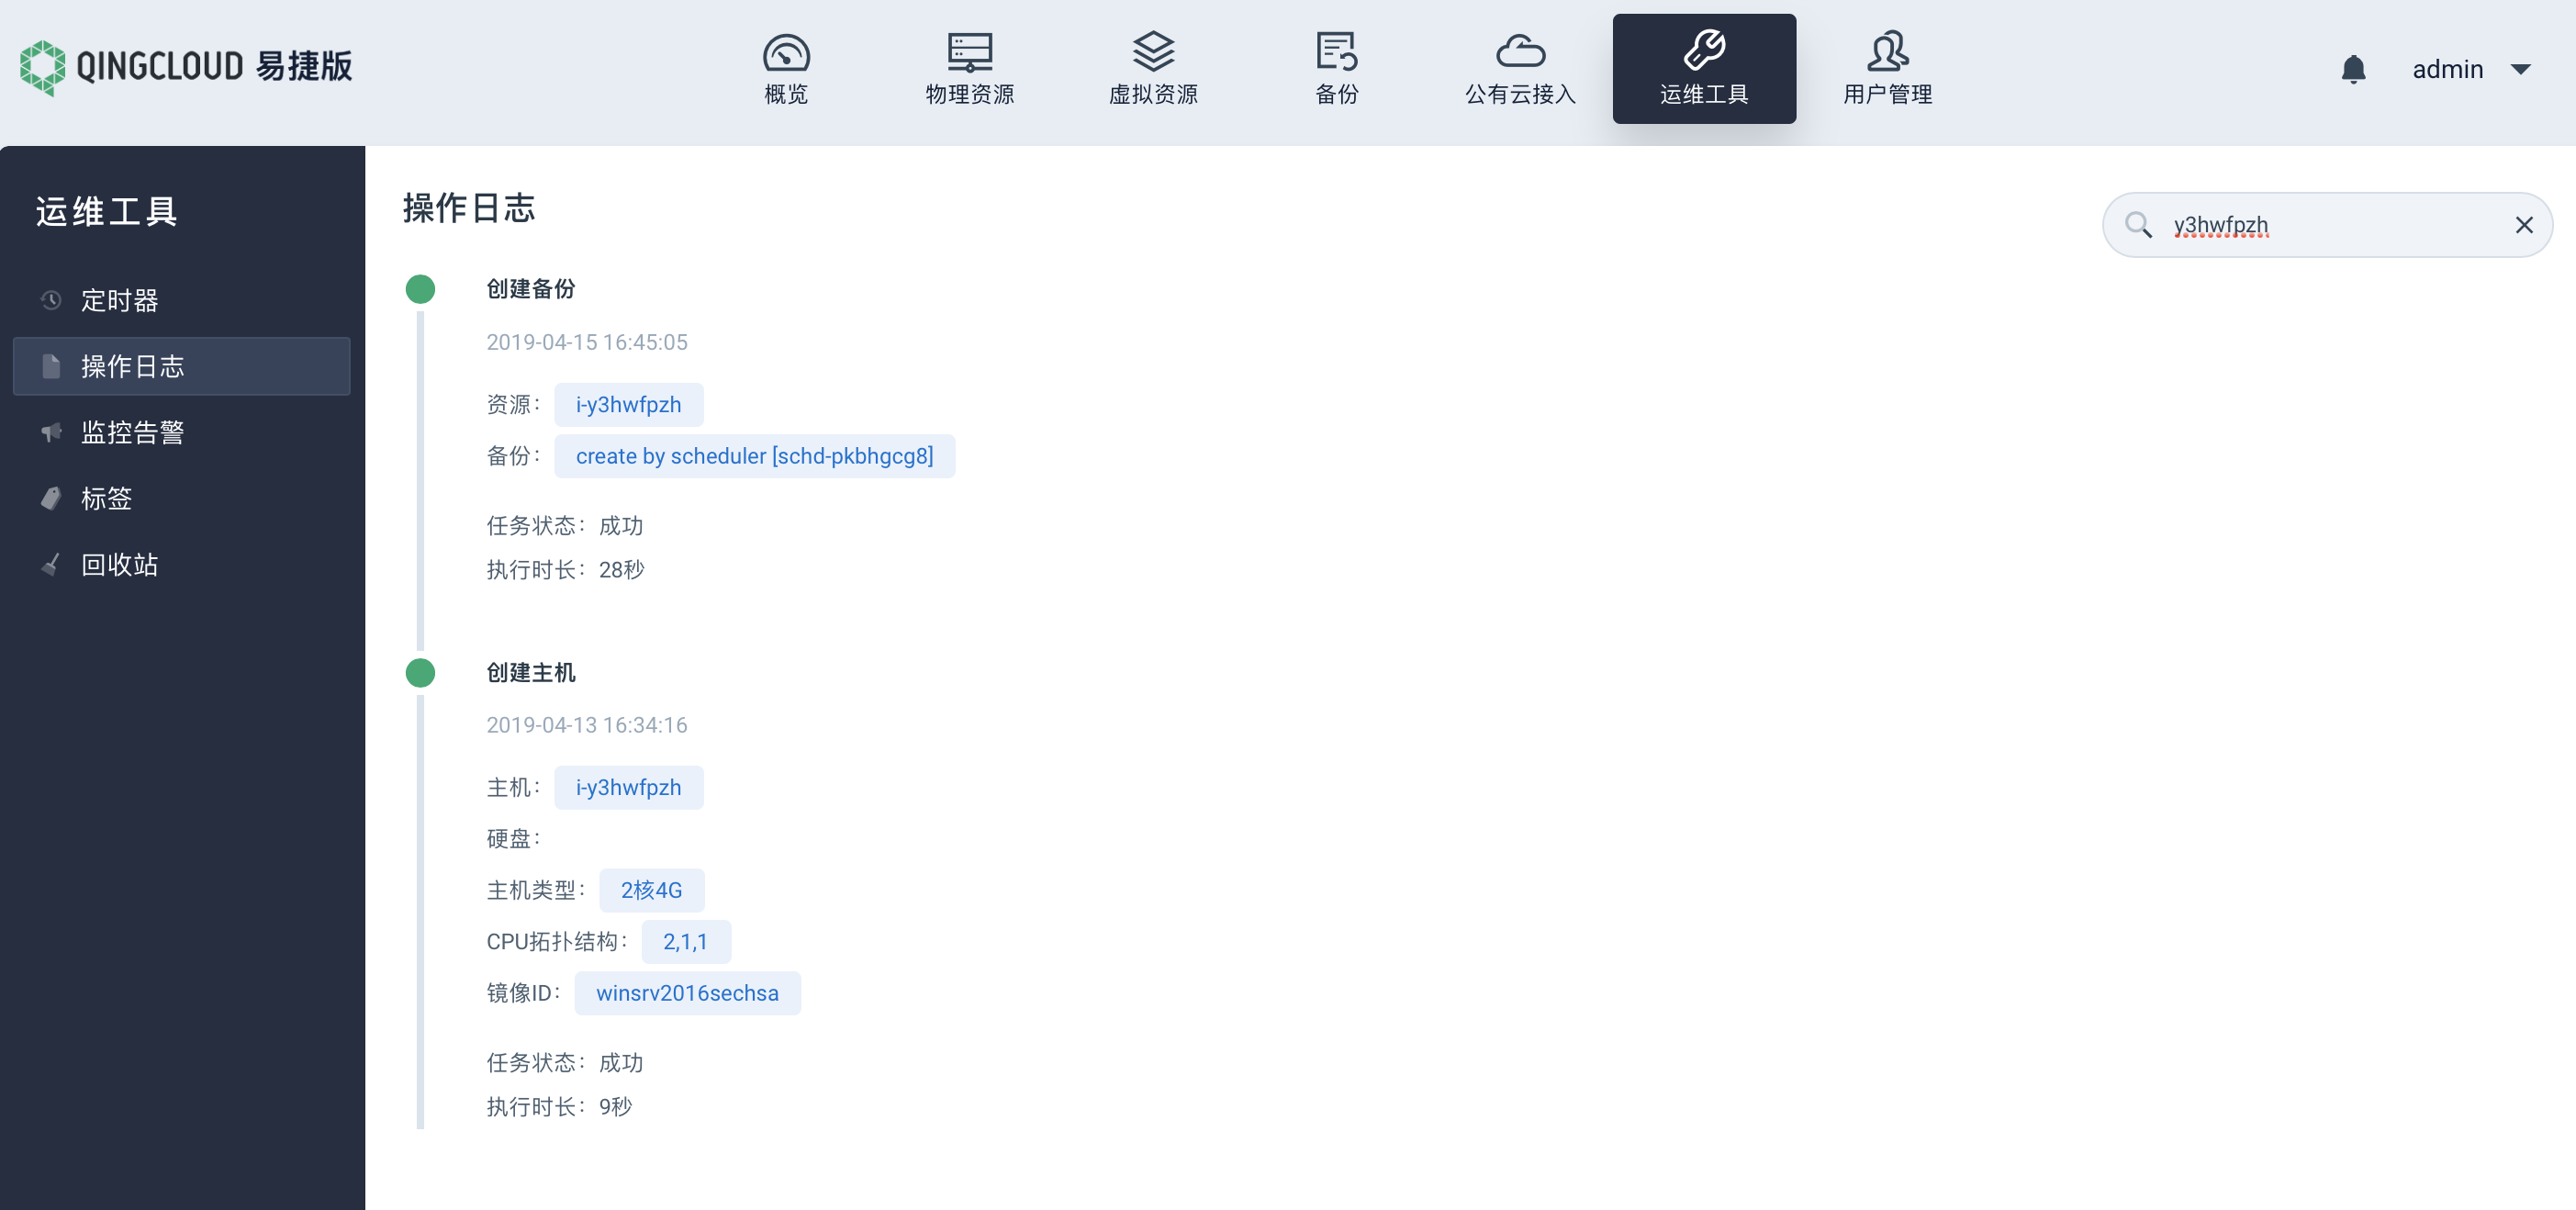 QINGCLOUD 易捷版
概览
物理资源
虚拟资源
备份
公有云接入
运维工具
用户管理
admin
运维工具
定时器
操作日志
监控告警
标签
回收站
操作日志
y3hwfpzh
创建备份
2019-04-15 16:45:05
资源： i-y3hwfpzh
备份： create by scheduler [schd-pkbhgcg8]
任务状态： 成功
执行时长： 28秒
创建主机
2019-04-13 16:34:16
主机： i-y3hwfpzh
硬盘：
主机类型： 2核4G
CPU拓扑结构： 2,1,1
镜像ID： winsrv2016sechsa
任务状态： 成功
执行时长： 9秒